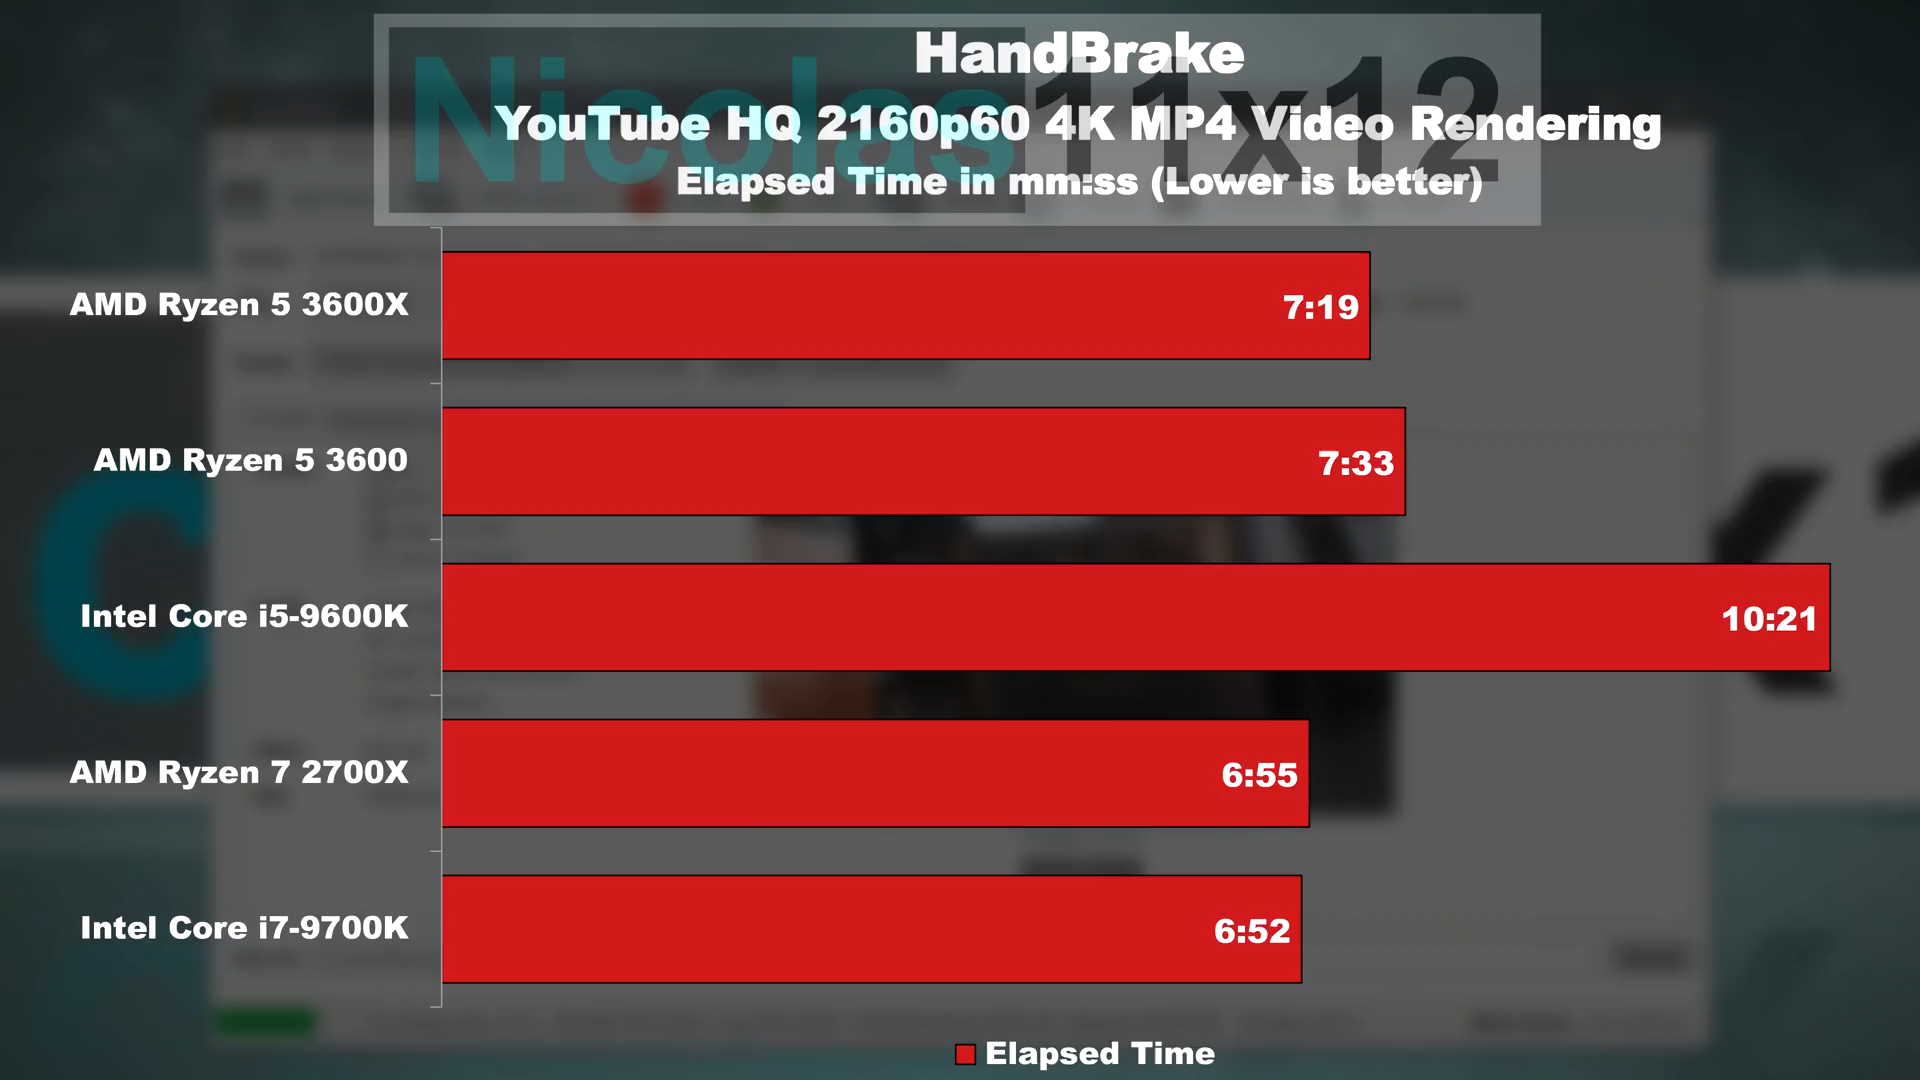 HandBrake
Nicolas11x12
YouTube HQ 2160p60 4K MP4 Video Rendering
Elapsed Time in mm:ss (Lower is better)
AMD Ryzen 5 3600X
7:19
AMD Ryzen 5 3600
7:33
Intel Core i5-9600K
10:21
AMD Ryzen 7 2700X
6:55
Intel Core i7-9700K
6:52
Elapsed Time